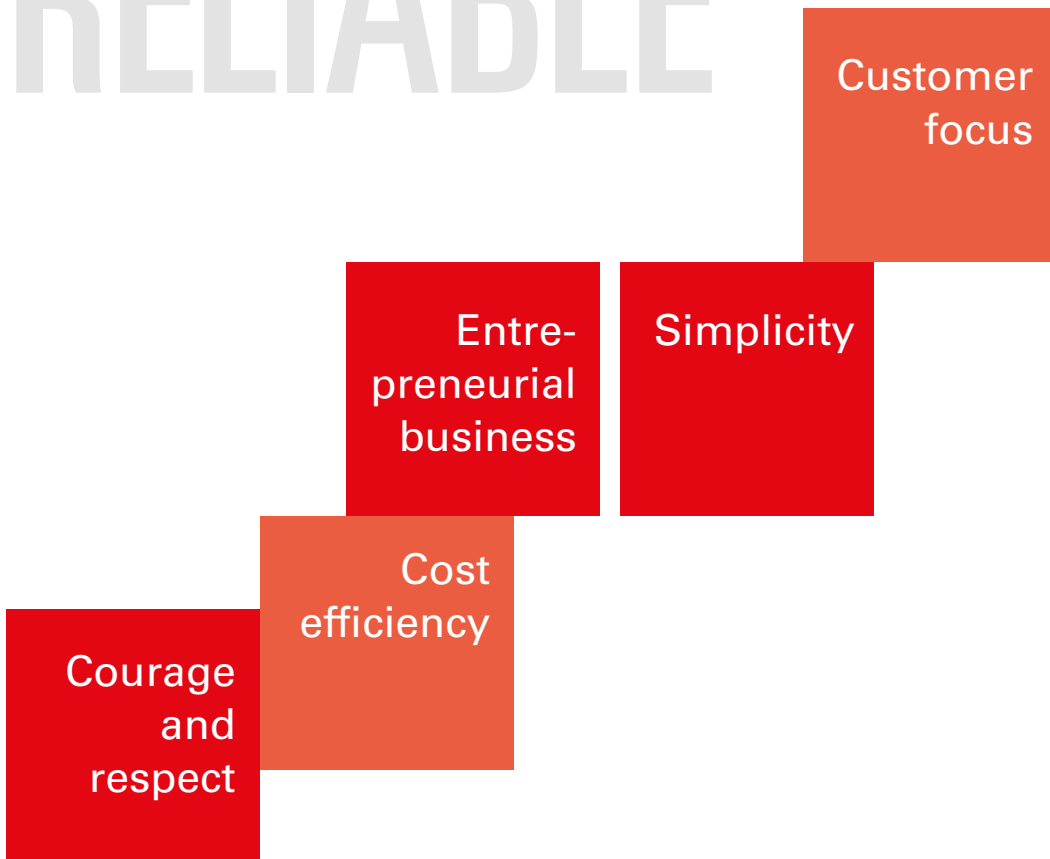 RELIABLE
Customer
focus
Entre-
preneurial
business
Simplicity
Cost
efficiency
Courage
and
respect